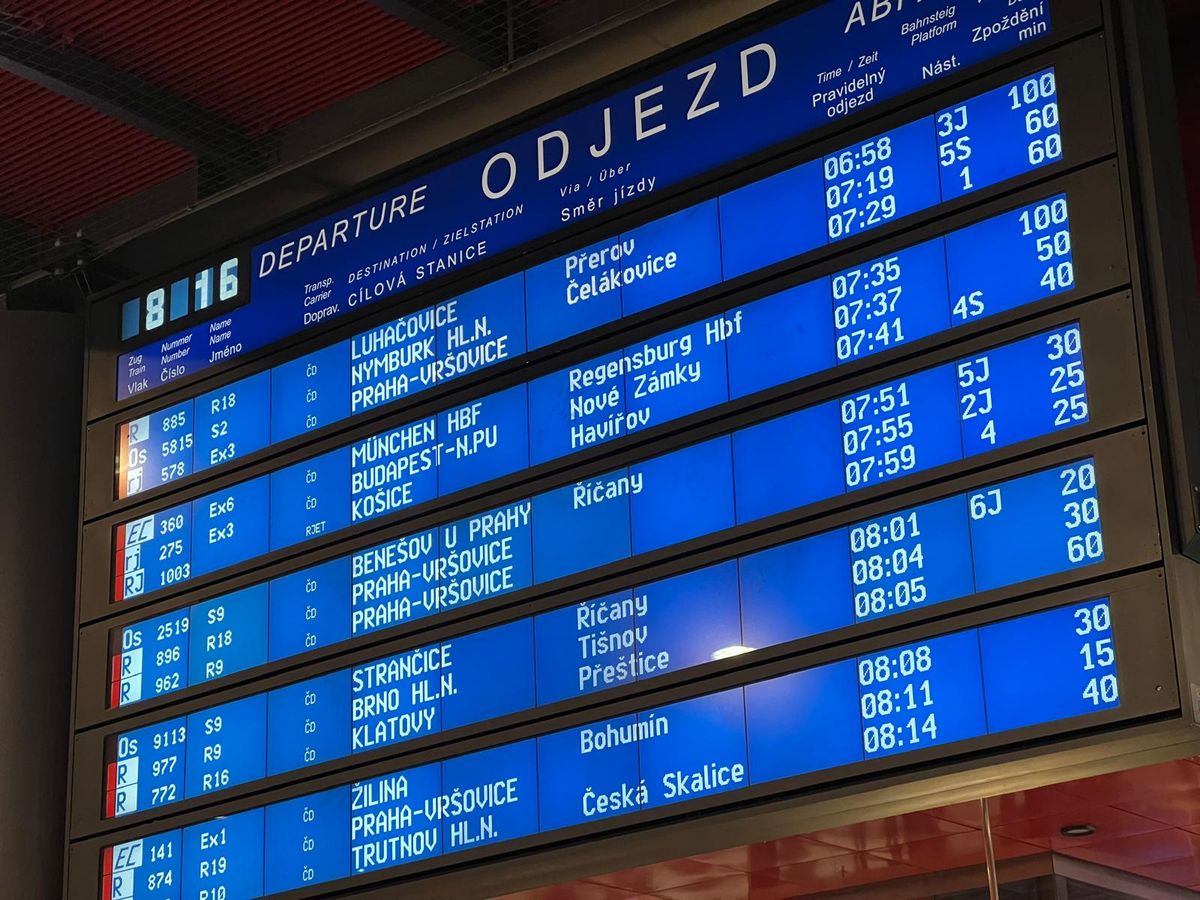 ODJEZD
DEPARTURE
8 16
Zug Nummer Name
Train Number Name
Vlak Číslo Jméno
Transp. DESTINATION / ZIELSTATION Via / Über Time / Zeit Bahnsteig
Carrier Platform
Doprav. CÍLOVÁ STANICE Směr jízdy Pravidelný odjezd Nást. Zpoždění min
R 885 R18 ČD LUHAČOVICE Přerov 06:58 3J 100
Os 5815 S2 ČD NYMBURK HL.N. Čelákovice 07:19 5S 60
rj 578 Ex3 ČD PRAHA-VRŠOVICE 07:29 1 60
EC 360 Ex6 ČD MÜNCHEN HBF Regensburg Hbf 07:35 100
rj 275 Ex3 ČD BUDAPEST-N.PU Nové Zámky 07:37 50
RJ 1003 RJET KOŠICE Havířov 07:41 4S 40
Os 2519 S9 ČD BENEŠOV U PRAHY Říčany 07:51 5J 30
R 896 R18 ČD PRAHA-VRŠOVICE 07:55 2J 25
R 962 R9 ČD PRAHA-VRŠOVICE 07:59 4 25
Os 9113 S9 ČD STRANČICE Říčany 08:01 6J 20
R 977 R9 ČD BRNO HL.N. Tišnov 08:04 30
R 772 R16 ČD KLATOVY Přeštice 08:05 60
EC 141 Ex1 ČD ŽILINA Bohumín 08:08 30
R 874 R19 ČD PRAHA-VRŠOVICE 08:11 15
R10 ČD TRUTNOV HL.N. Česká Skalice 08:14 40